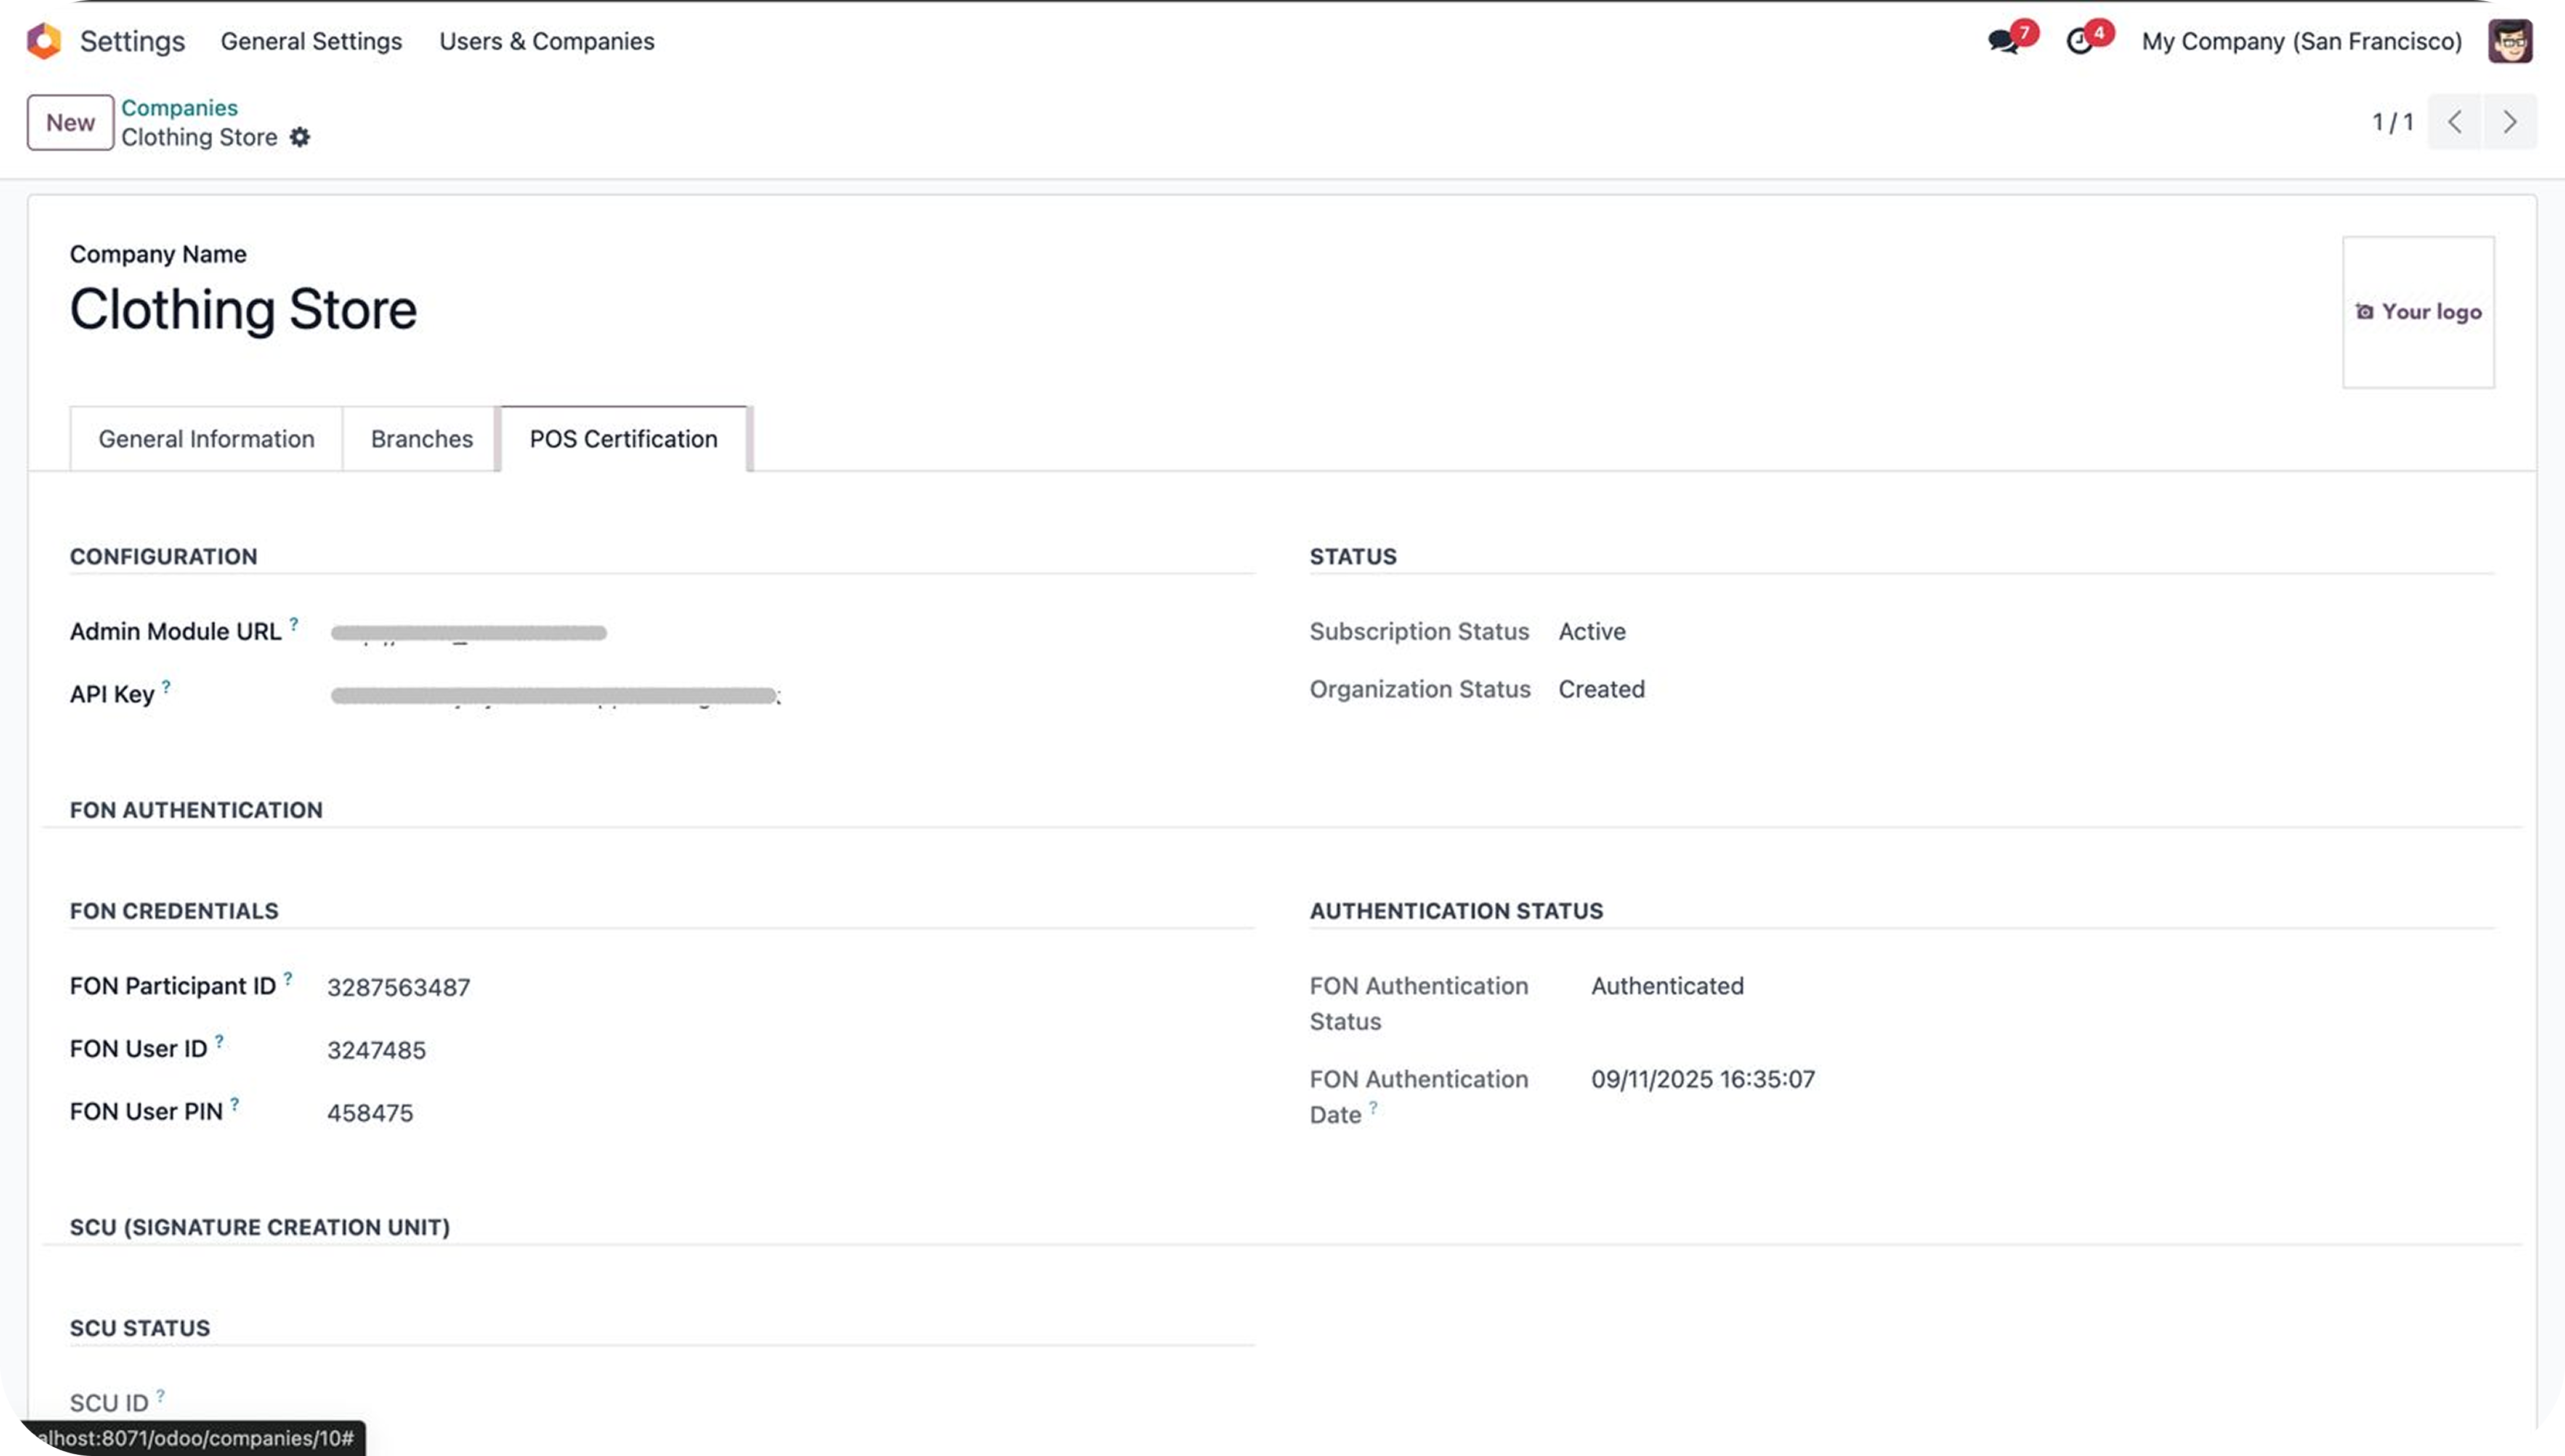 Settings General Settings Users & Companies 7 4 My Company (San Francisco)
New Companies 1 / 1
Clothing Store
Company Name
Clothing Store
Your logo
General Information Branches POS Certification
CONFIGURATION STATUS
Admin Module URL ? Subscription Status Active
API Key ? Organization Status Created
FON AUTHENTICATION
FON CREDENTIALS AUTHENTICATION STATUS
FON Participant ID ? 3287563487 FON Authentication Authenticated
Status
FON User ID ? 3247485
FON Authentication 09/11/2025 16:35:07
FON User PIN ? 458475 Date ?
SCU (SIGNATURE CREATION UNIT)
SCU STATUS
SCU ID ?
alhost:8071/odoo/companies/10#